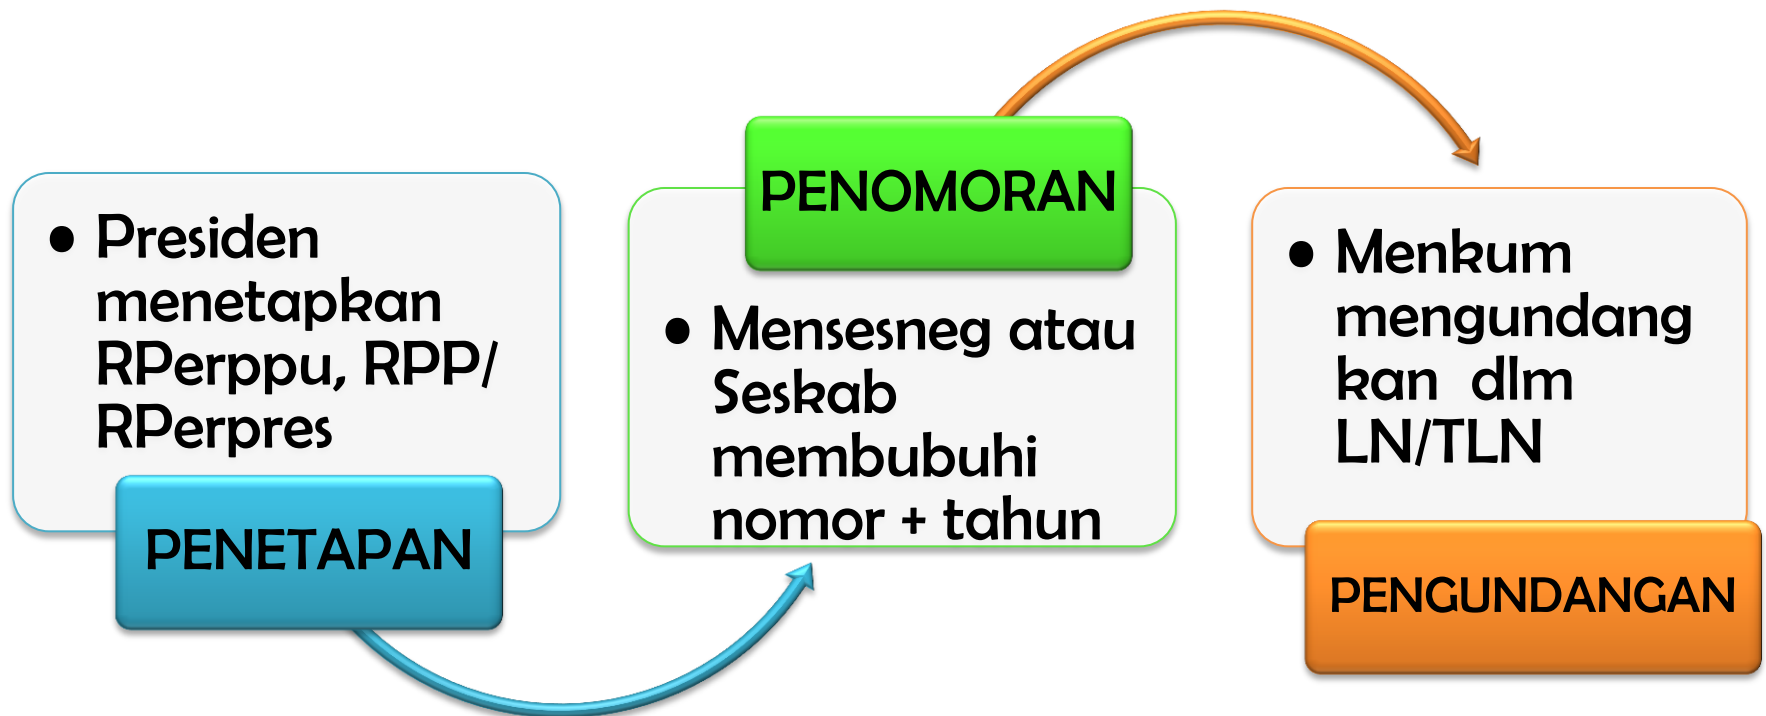 • Presiden
menetapkan
RPerppu, RPP/
RPerpres
PENETAPAN
PENOMORAN
• Mensesneg atau
Seskab
membubuhi
nomor + tahun
• Menkum
mengundang
kan dlm
LN/TLN
PENGUNDANGAN